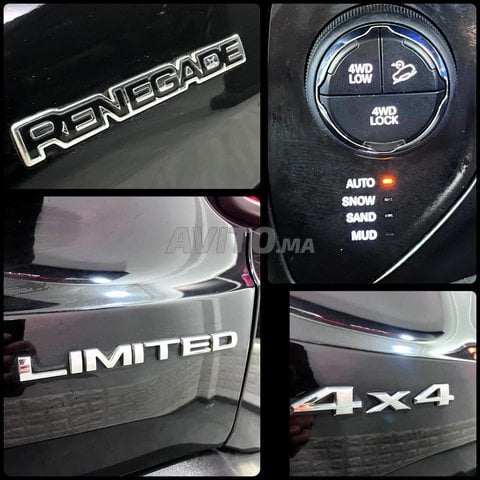 RENEGADE
4WD
LOW
4WD
LOCK
AUTO
SNOW
SAND
MUD
AVITO.MA
LIMITED
4x4